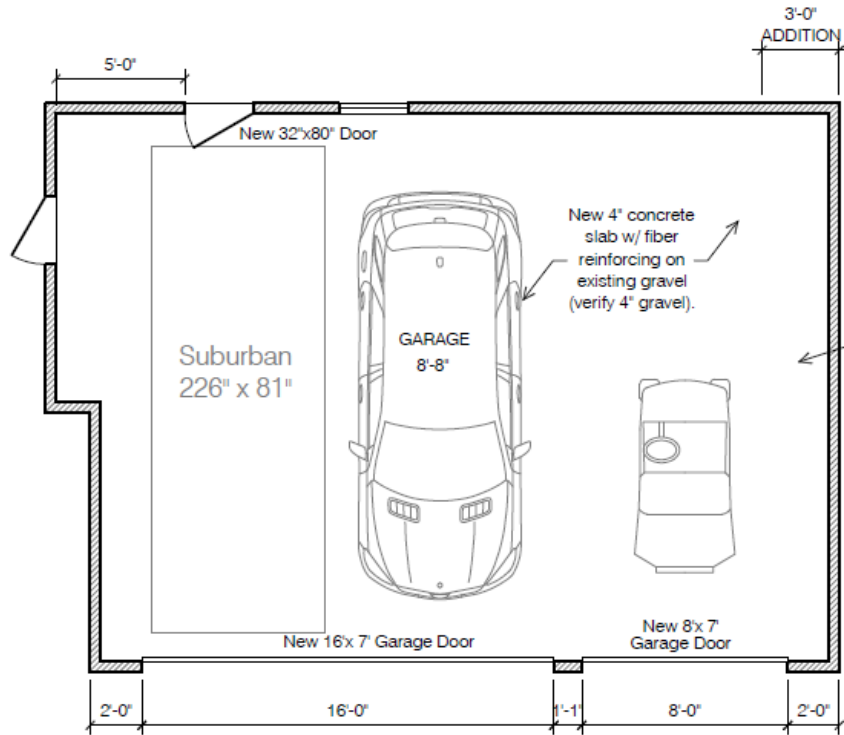 3'-0"
ADDITION
5'-0"
New 32"x80" Door
New 4" concrete
slab w/ fiber
reinforcing on
existing gravel
(verify 4" gravel).
GARAGE
8'-8"
Suburban
226" x 81"
New 16'x 7' Garage Door
New 8'x 7'
Garage Door
2'-0"
16'-0"
1'-1"
8'-0"
2'-0"